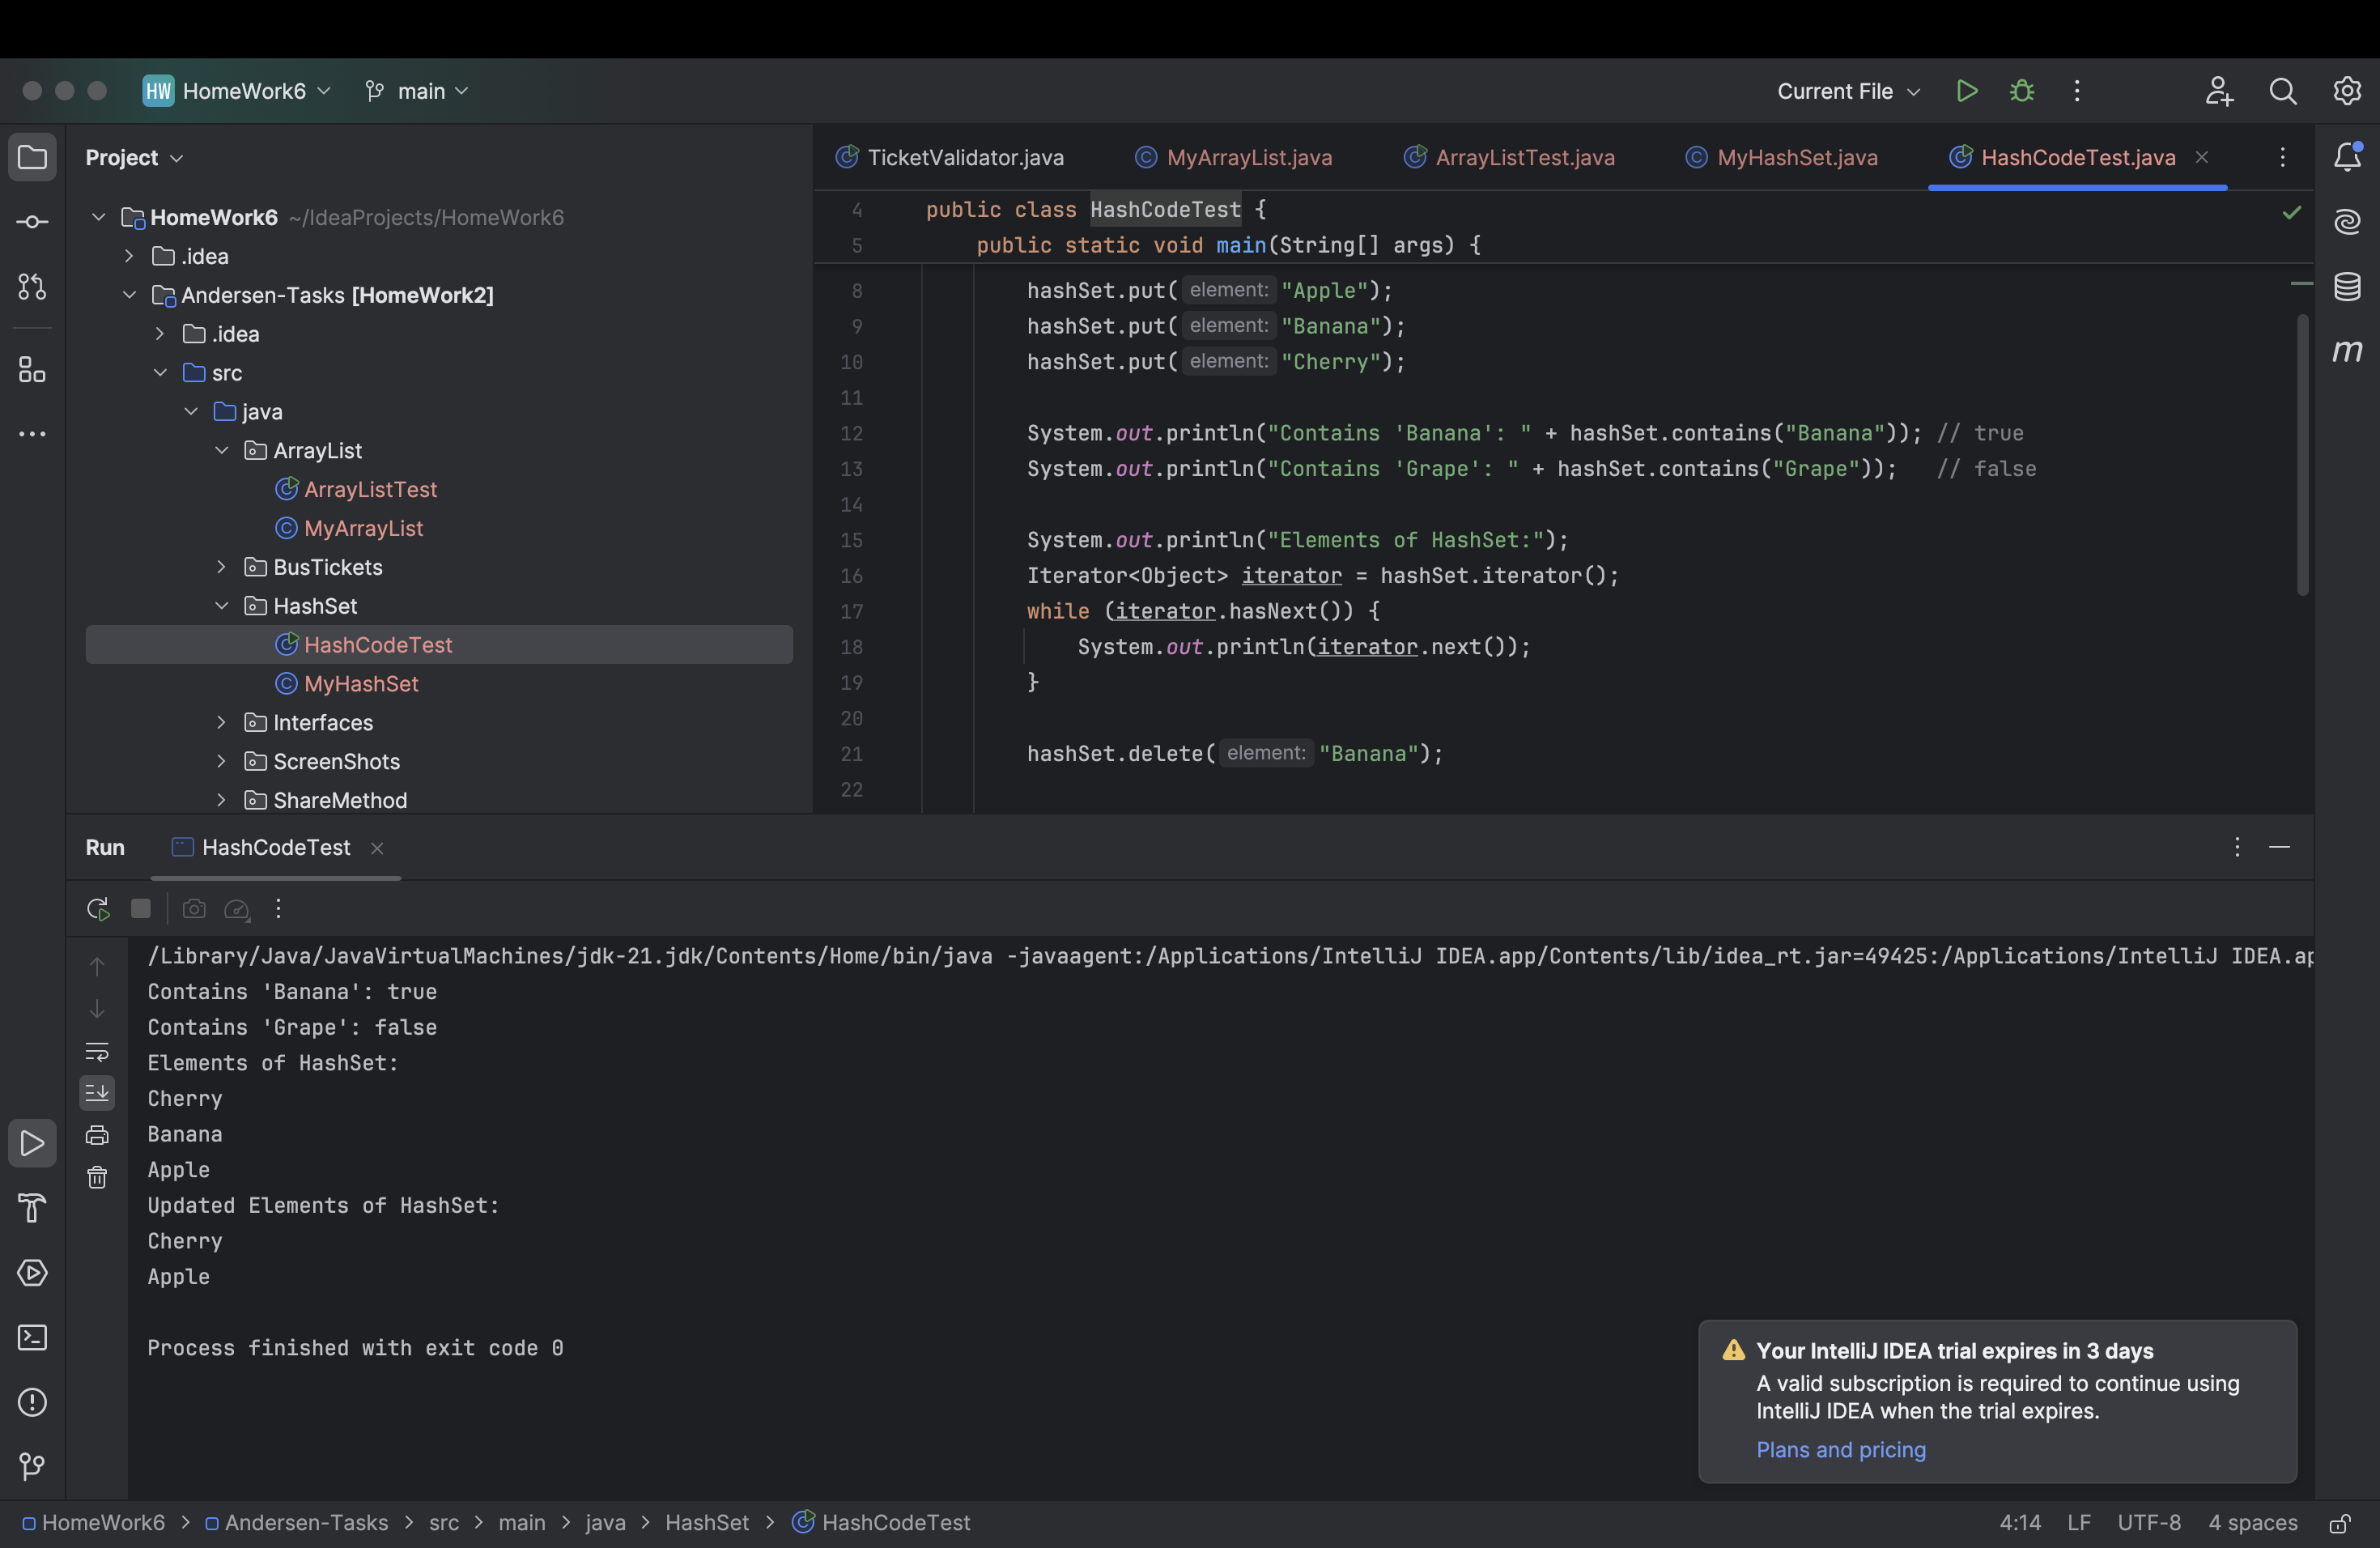 HW HomeWork6 main Current File
Project
HomeWork6 ~/IdeaProjects/HomeWork6
.idea
Andersen-Tasks [HomeWork2]
.idea
src
java
ArrayList
ArrayListTest
MyArrayList
BusTickets
HashSet
HashCodeTest
MyHashSet
Interfaces
ScreenShots
ShareMethod
TicketValidator.java MyArrayList.java ArrayListTest.java MyHashSet.java HashCodeTest.java
4 public class HashCodeTest {
5 public static void main(String[] args) {
8 hashSet.put( element: "Apple");
9 hashSet.put( element: "Banana");
10 hashSet.put( element: "Cherry");
11
12 System.out.println("Contains 'Banana': " + hashSet.contains("Banana")); // true
13 System.out.println("Contains 'Grape': " + hashSet.contains("Grape")); // false
14
15 System.out.println("Elements of HashSet:");
16 Iterator<Object> iterator = hashSet.iterator();
17 while (iterator.hasNext()) {
18 System.out.println(iterator.next());
19 }
20
21 hashSet.delete( element: "Banana");
22
m
Run HashCodeTest
/Library/Java/JavaVirtualMachines/jdk-21.jdk/Contents/Home/bin/java -javaagent:/Applications/IntelliJ IDEA.app/Contents/lib/idea_rt.jar=49425:/Applications/IntelliJ IDEA.ap
Contains 'Banana': true
Contains 'Grape': false
Elements of HashSet:
Cherry
Banana
Apple
Updated Elements of HashSet:
Cherry
Apple
Process finished with exit code 0
Your IntelliJ IDEA trial expires in 3 days
A valid subscription is required to continue using
IntelliJ IDEA when the trial expires.
Plans and pricing
HomeWork6 > Andersen-Tasks > src > main > java > HashSet > HashCodeTest 4:14 LF UTF-8 4 spaces